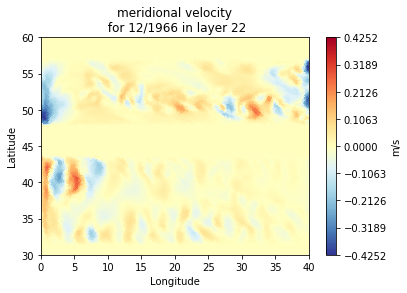 meridional velocity
for 12/1966 in layer 22
60
55
50
45
40
35
30
Latitude
0 5 10 15 20 25 30 35 40
Longitude
0.4252
0.3189
0.2126
0.1063
0.0000
−0.1063
−0.2126
−0.3189
−0.4252
m/s